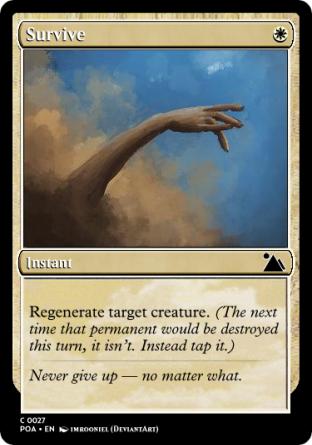 Survive
Instant
Regenerate target creature. (The next
time that permanent would be destroyed
this turn, it isn't. Instead tap it.)
Never give up — no matter what.
C 0027
POA • EN IMROONIEL (DEVIANTART)